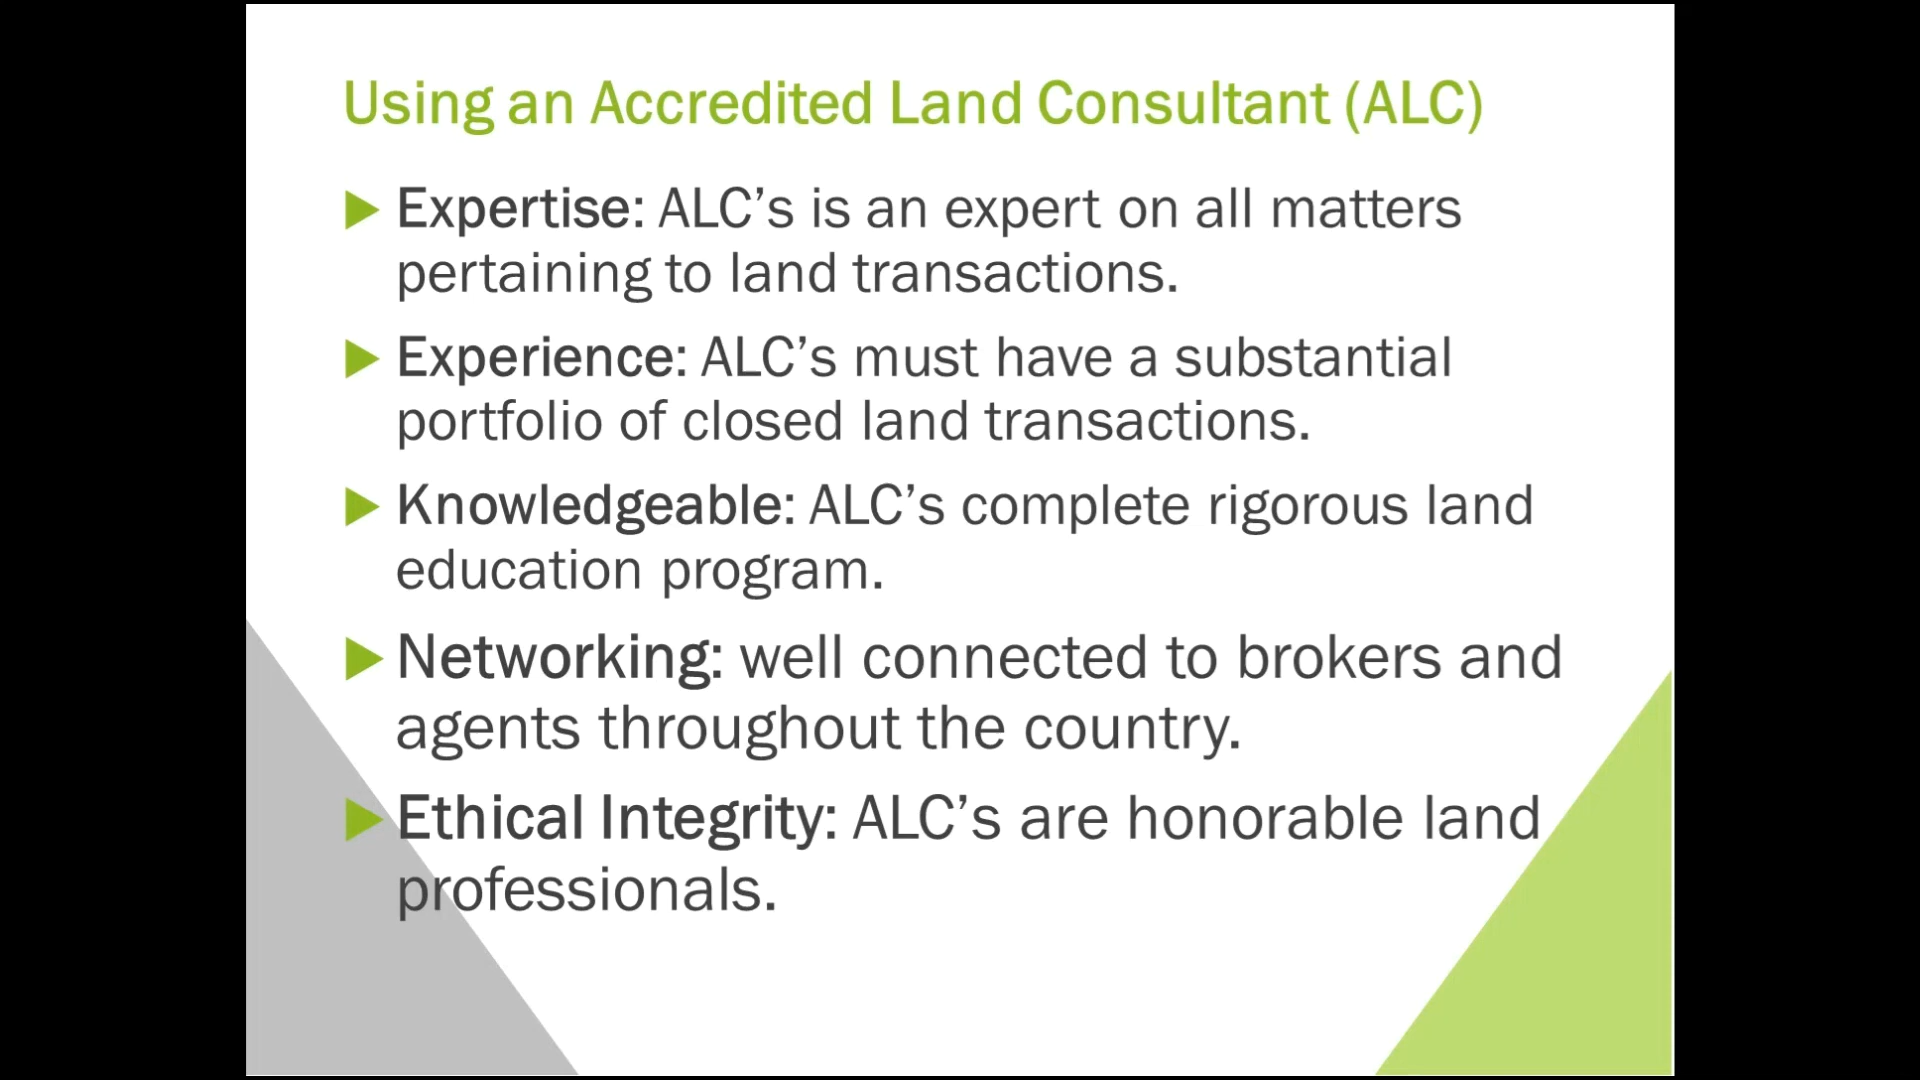 Using an Accredited Land Consultant (ALC)
Expertise: ALC’s is an expert on all matters
pertaining to land transactions.
Experience: ALC’s must have a substantial
portfolio of closed land transactions.
Knowledgeable: ALC’s complete rigorous land
education program.
Networking: well connected to brokers and
agents throughout the country.
Ethical Integrity: ALC’s are honorable land
professionals.